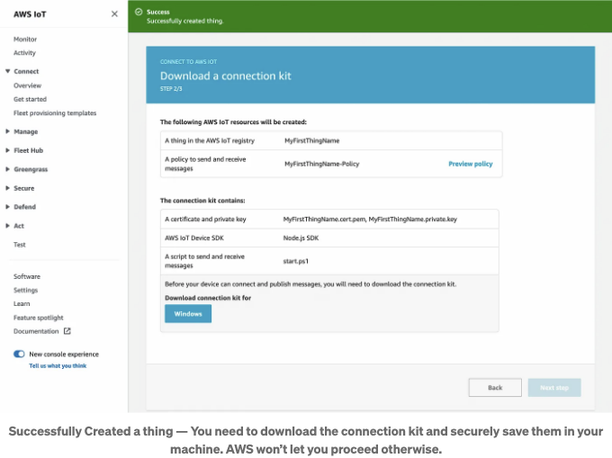 AWS IoT
Monitor
Activity
Connect
Overview
Get started
Fleet provisioning templates
Manage
Fleet Hub
Greengrass
Secure
Defend
Act
Test
Software
Settings
Learn
Feature spotlight
Documentation
New console experience
Tell us what you think
Success
Successfully created thing.
CONNECT TO AWS IOT
Download a connection kit
STEP 2/3
The following AWS IoT resources will be created:
A thing in the AWS IoT registry MyFirstThingName
A policy to send and receive
messages MyFirstThingName-Policy Preview policy
The connection kit contains:
A certificate and private key MyFirstThingName.cert.pem, MyFirstThingName.private.key
AWS IoT Device SDK Node.js SDK
A script to send and receive
messages start.ps1
Before your device can connect and publish messages, you will need to download the connection kit.
Download connection kit for
Windows
Back Next step
Successfully Created a thing — You need to download the connection kit and securely save them in your
machine. AWS won’t let you proceed otherwise.